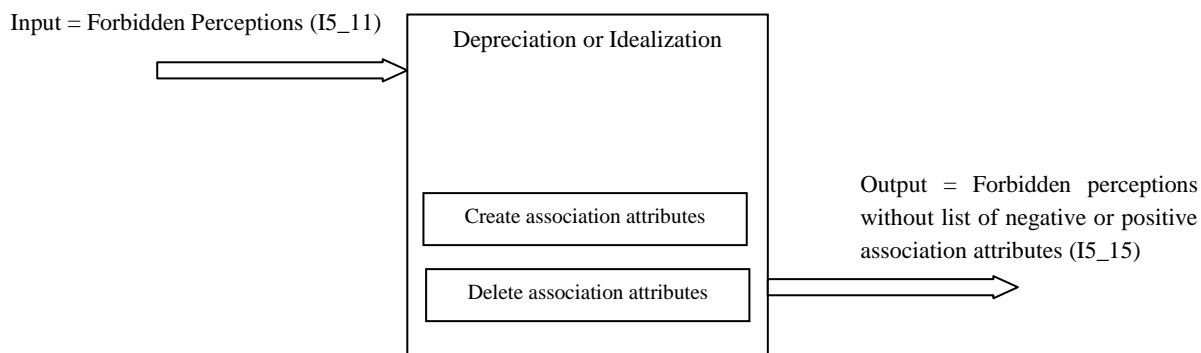 Input = Forbidden Perceptions (I5_11)
Depreciation or Idealization
Create association attributes
Delete association attributes
Output = Forbidden perceptions
without list of negative or positive
association attributes (I5_15)